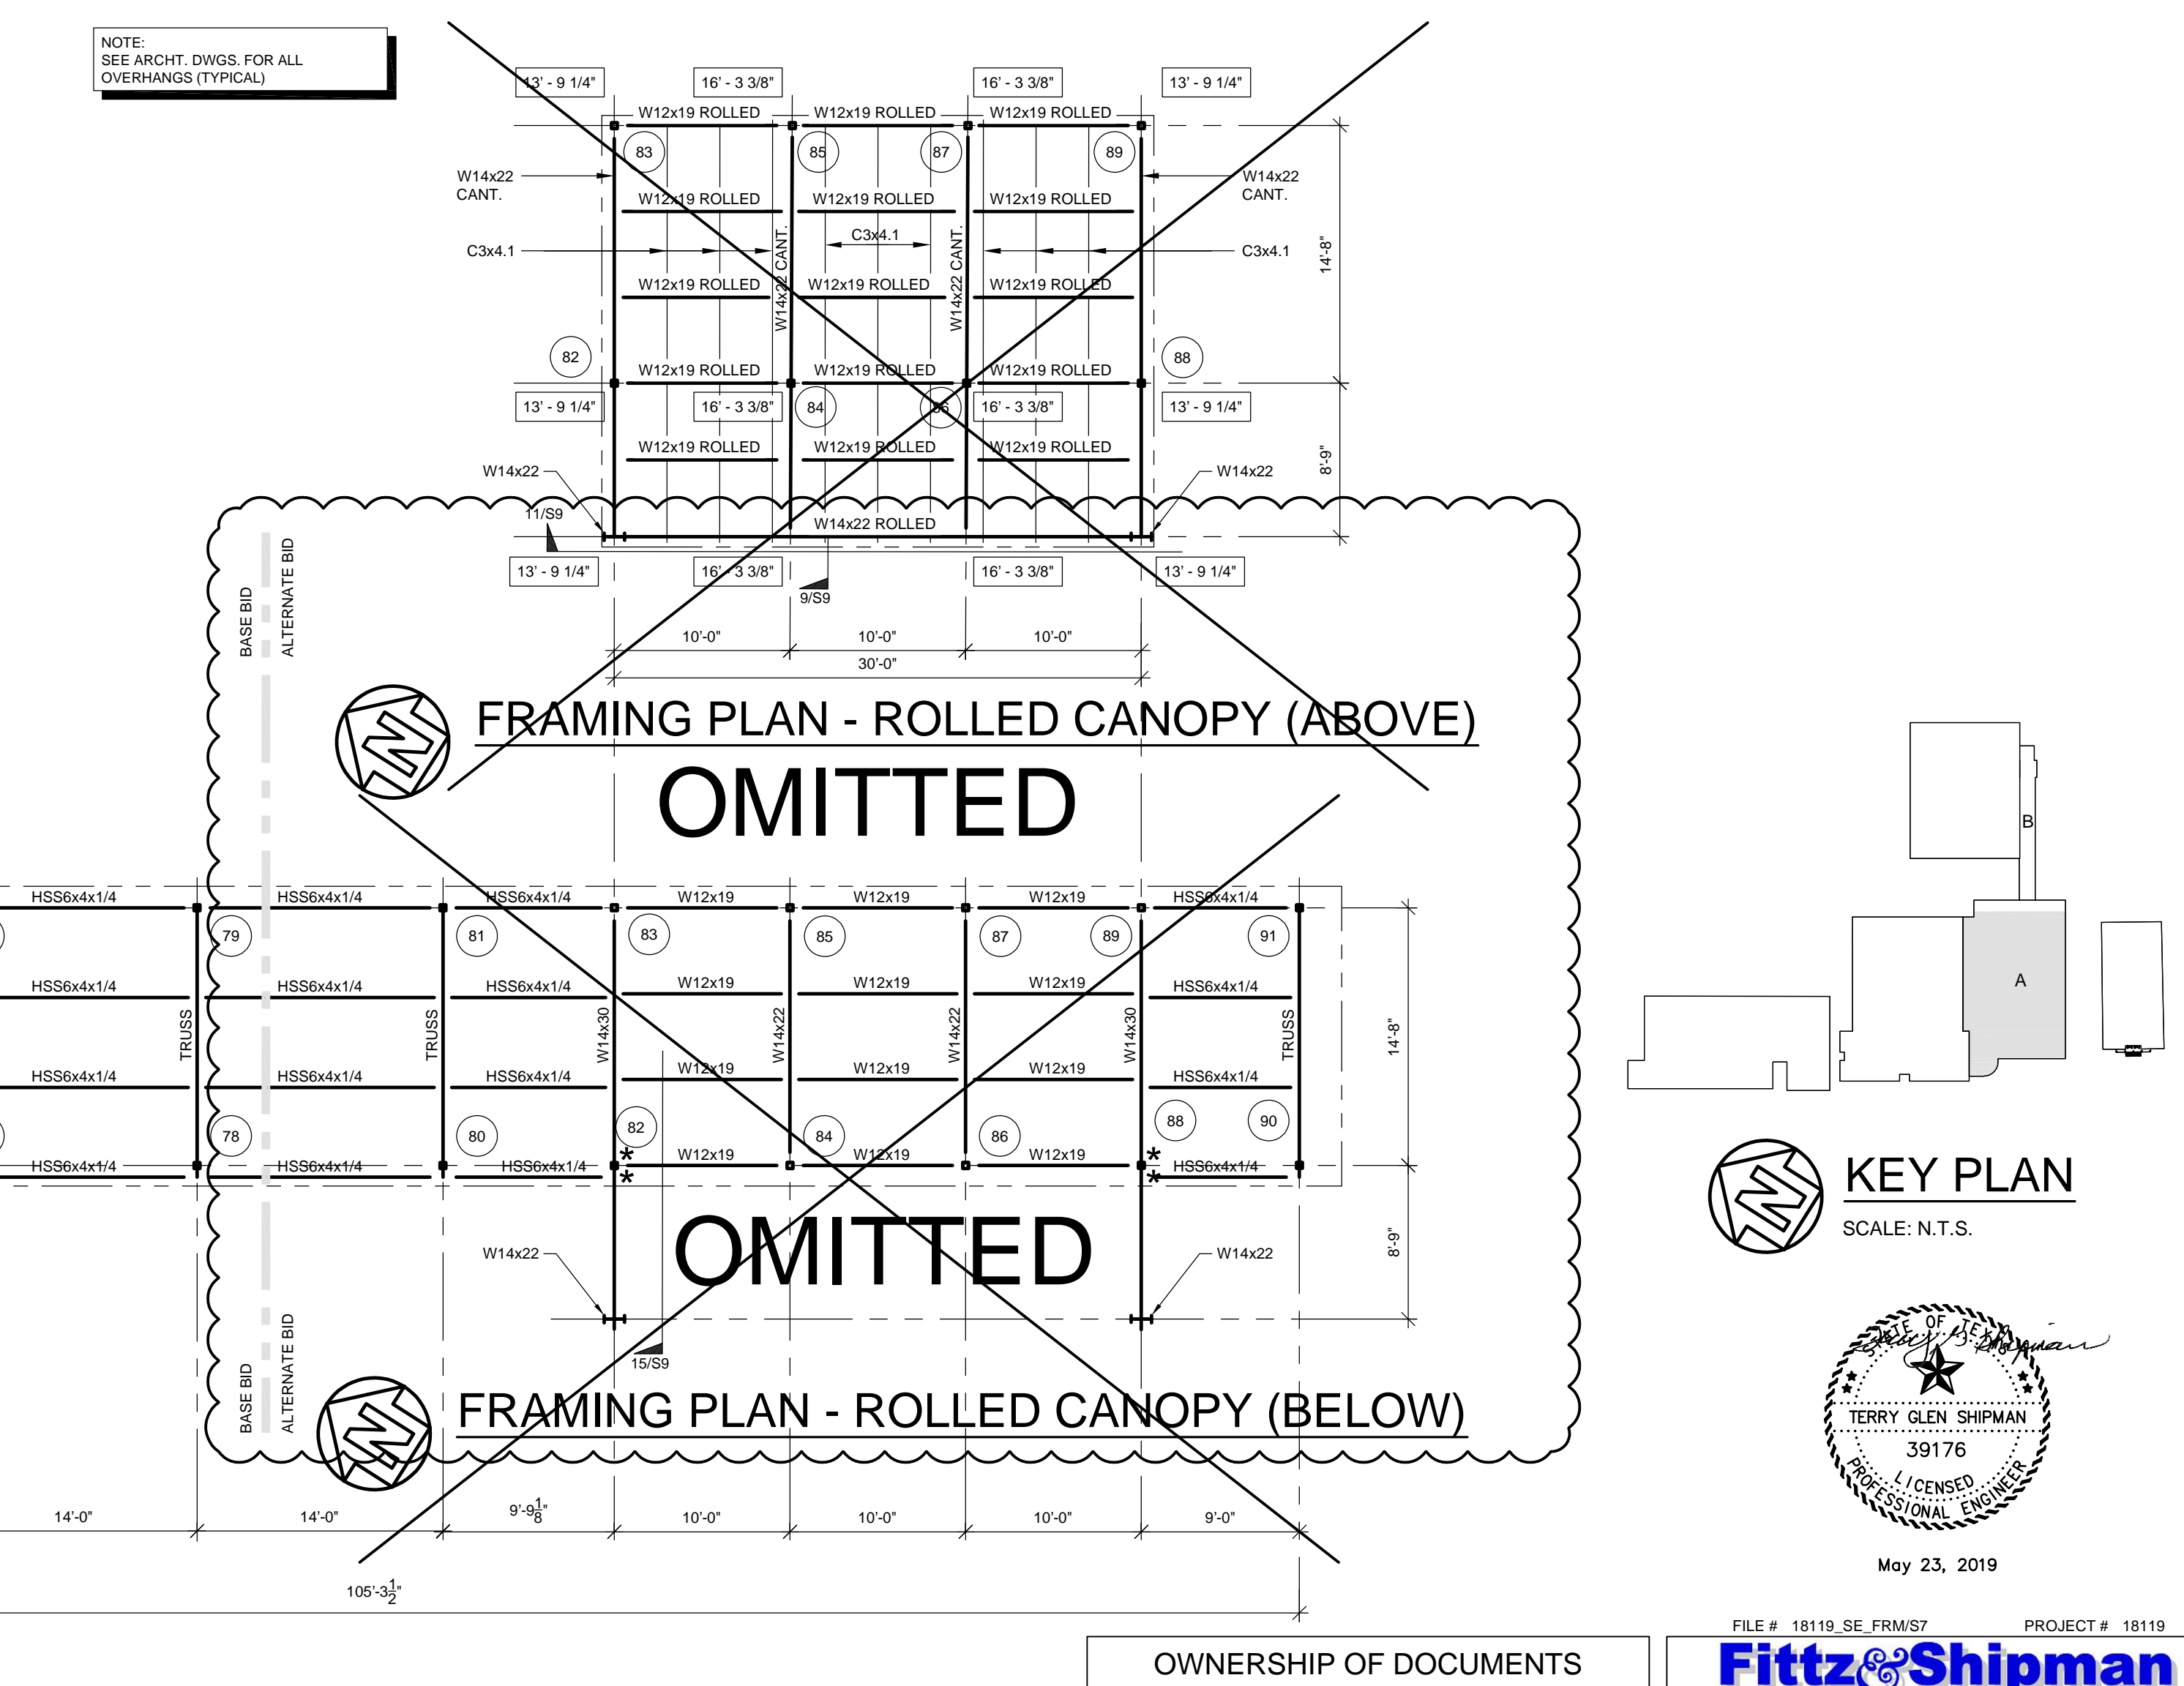 NOTE:
SEE ARCHT. DWGS. FOR ALL
OVERHANGS (TYPICAL)
13' - 9 1/4"
16' - 3 3/8"
16' - 3 3/8"
13' - 9 1/4"
W12x19 ROLLED
W12x19 ROLLED
W12x19 ROLLED
83
85
87
89
W14x22
CANT.
W14x22
CANT.
W12x19 ROLLED
W12x19 ROLLED
W12x19 ROLLED
C3x4.1
C3x4.1
C3x4.1
W14x22 CANT.
W14x22 CANT.
14'-8"
W12x19 ROLLED
W12x19 ROLLED
W12x19 ROLLED
82
88
W12x19 ROLLED
W12x19 ROLLED
W12x19 ROLLED
13' - 9 1/4"
16' - 3 3/8"
84
86
16' - 3 3/8"
13' - 9 1/4"
W12x19 ROLLED
W12x19 ROLLED
W12x19 ROLLED
8'-9"
W14x22
W14x22
11/S9
W14x22 ROLLED
13' - 9 1/4"
16' - 3 3/8"
16' - 3 3/8"
13' - 9 1/4"
9/S9
BASE BID
ALTERNATE BID
10'-0"
10'-0"
10'-0"
30'-0"
FRAMING PLAN - ROLLED CANOPY (ABOVE)
OMITTED
HSS6x4x1/4
HSS6x4x1/4
HSS6x4x1/4
W12x19
W12x19
W12x19
HSS6x4x1/4
79
81
83
85
87
89
91
HSS6x4x1/4
HSS6x4x1/4
HSS6x4x1/4
W12x19
W12x19
W12x19
HSS6x4x1/4
TRUSS
TRUSS
W14x30
W14x22
W14x22
W14x30
TRUSS
14'-8"
HSS6x4x1/4
HSS6x4x1/4
HSS6x4x1/4
W12x19
W12x19
W12x19
HSS6x4x1/4
78
80
82
84
86
88
90
HSS6x4x1/4
HSS6x4x1/4
HSS6x4x1/4
*
*
W12x19
W12x19
W12x19
*
*
HSS6x4x1/4
OMITTED
W14x22
W14x22
8'-9"
15/S9
BASE BID
ALTERNATE BID
FRAMING PLAN - ROLLED CANOPY (BELOW)
14'-0"
14'-0"
9'-9 1/8"
10'-0"
10'-0"
10'-0"
9'-0"
105'-3 1/2"
B
A
KEY PLAN
SCALE: N.T.S.
STATE OF TEXAS
TERRY GLEN SHIPMAN
39176
LICENSED
PROFESSIONAL ENGINEER
May 23, 2019
FILE # 18119_SE_FRM/S7 PROJECT # 18119
OWNERSHIP OF DOCUMENTS
Fittz&Shipman